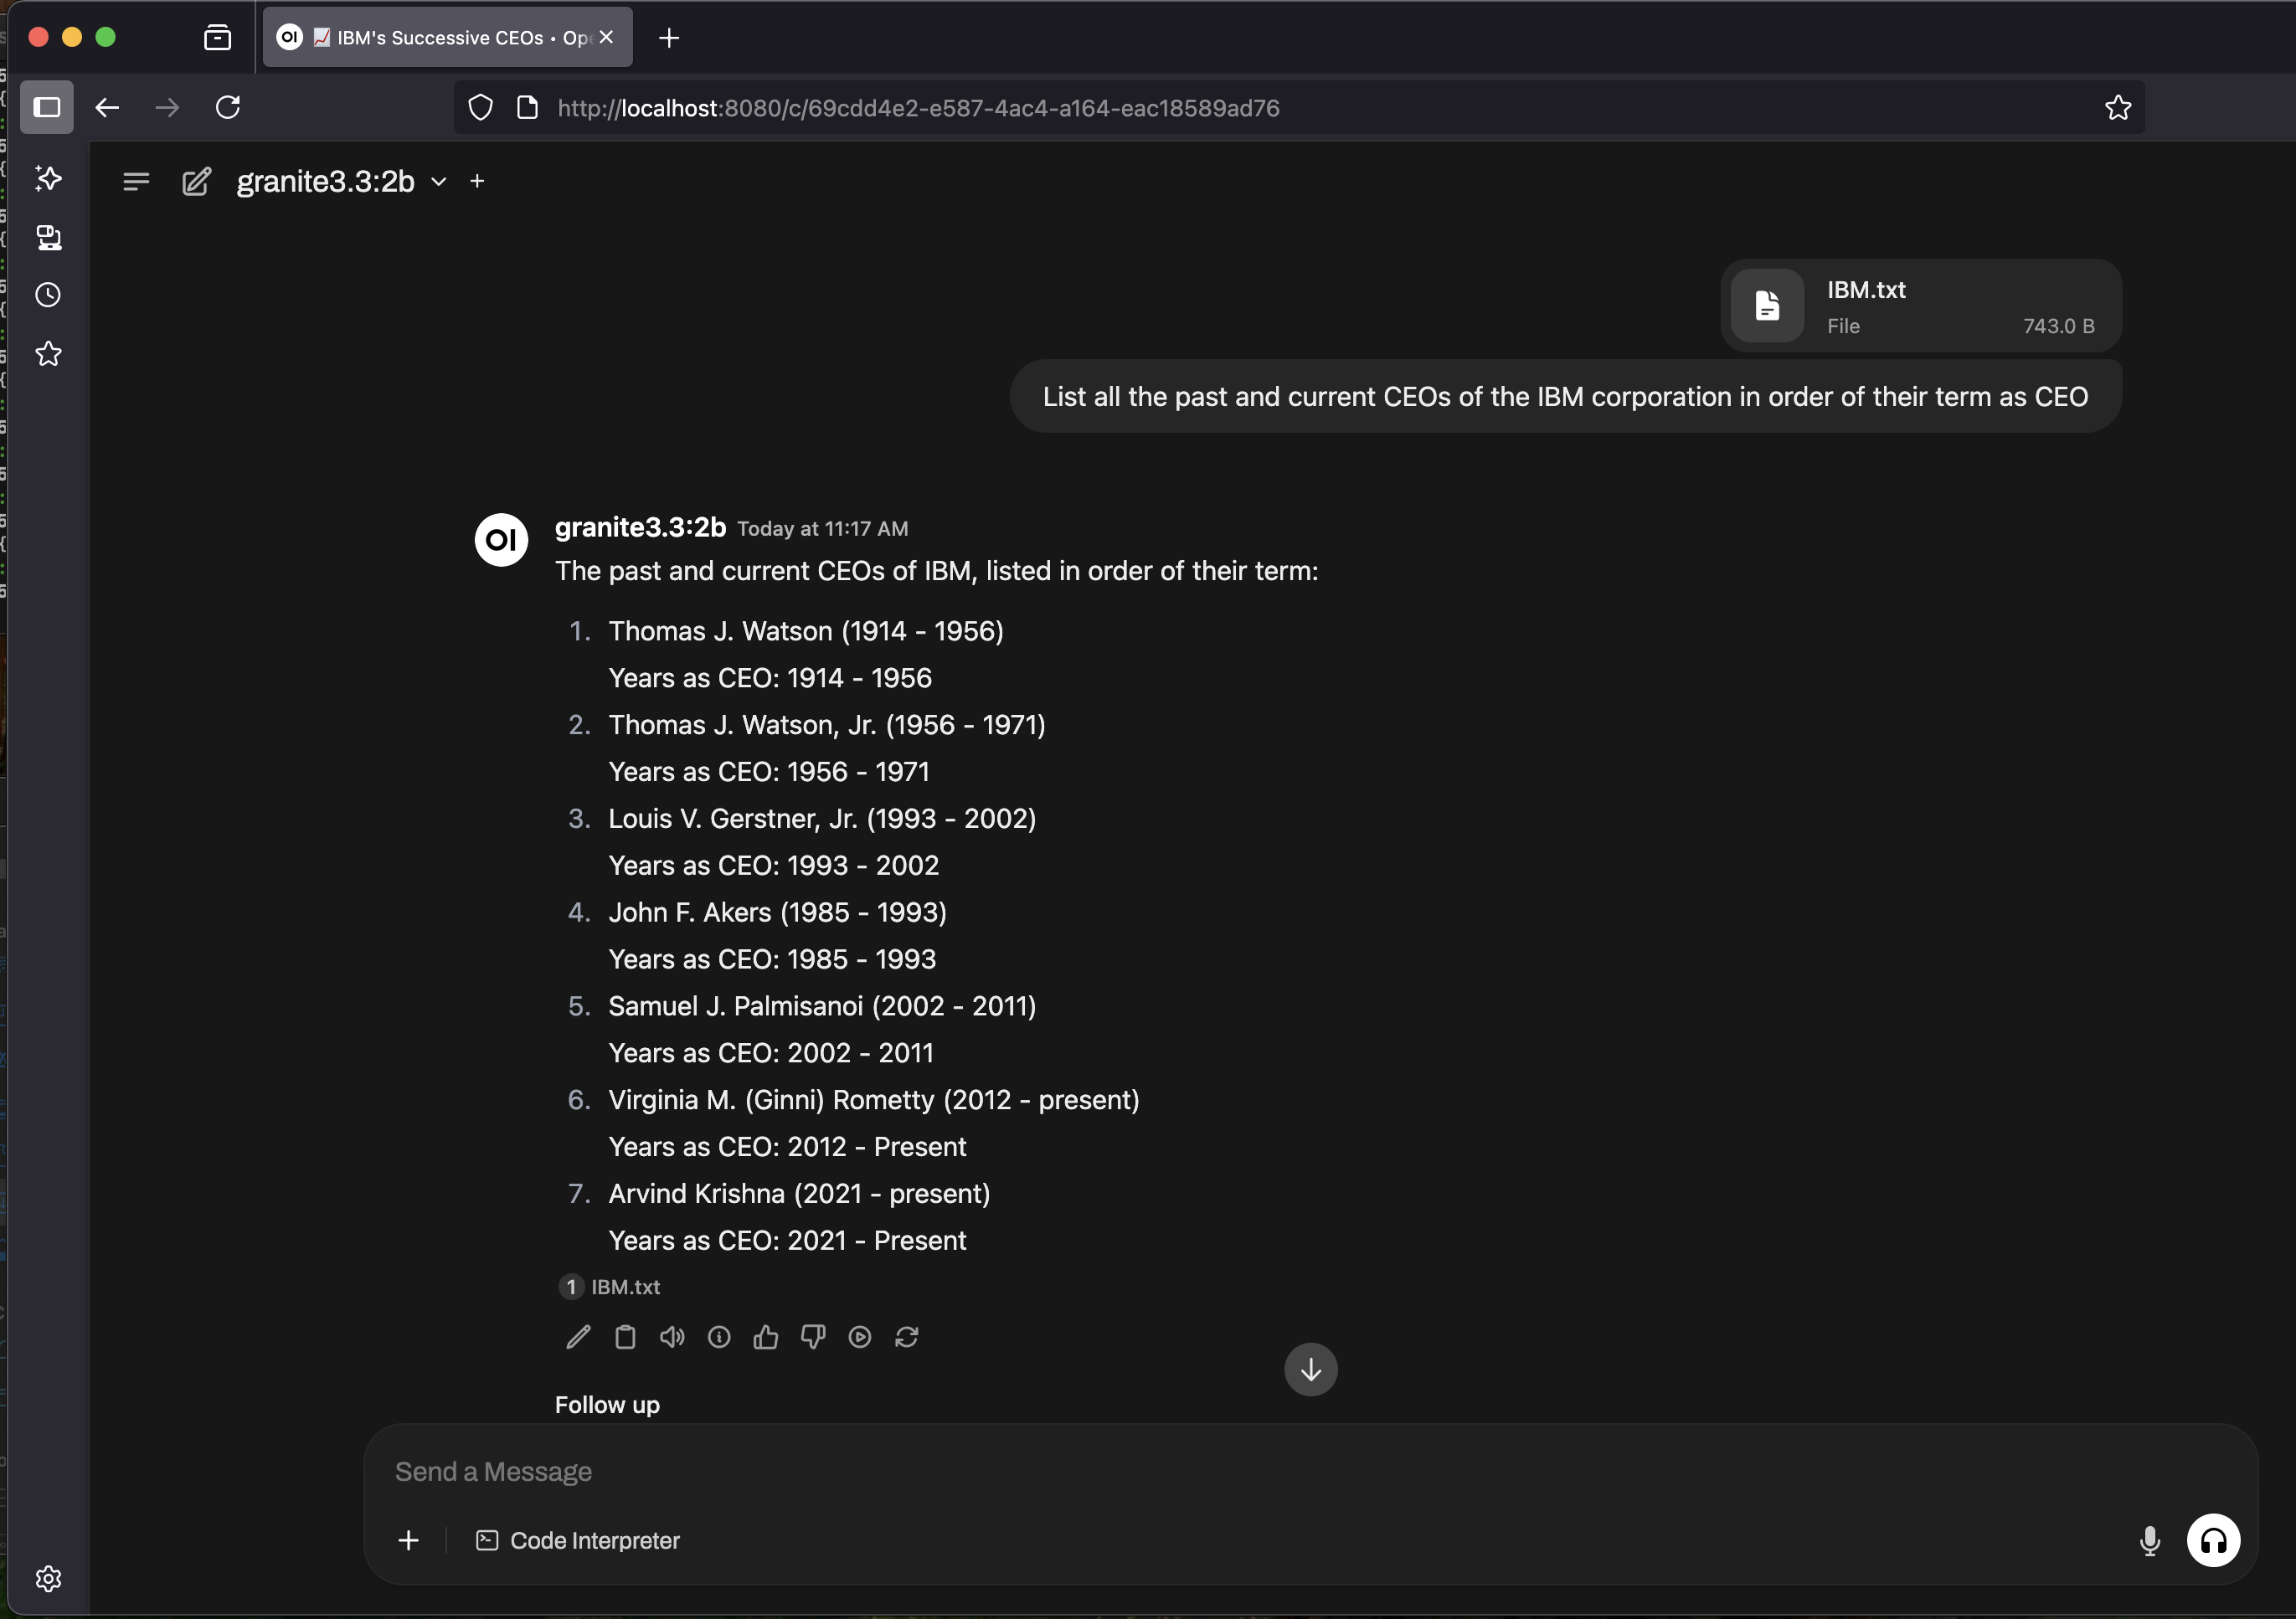 OI IBM's Successive CEOs • Op
http://localhost:8080/c/69cdd4e2-e587-4ac4-a164-eac18589ad76
granite3.3:2b
IBM.txt
File 743.0 B
List all the past and current CEOs of the IBM corporation in order of their term as CEO
OI granite3.3:2b Today at 11:17 AM
The past and current CEOs of IBM, listed in order of their term:
1. Thomas J. Watson (1914 - 1956)
Years as CEO: 1914 - 1956
2. Thomas J. Watson, Jr. (1956 - 1971)
Years as CEO: 1956 - 1971
3. Louis V. Gerstner, Jr. (1993 - 2002)
Years as CEO: 1993 - 2002
4. John F. Akers (1985 - 1993)
Years as CEO: 1985 - 1993
5. Samuel J. Palmisanoi (2002 - 2011)
Years as CEO: 2002 - 2011
6. Virginia M. (Ginni) Rometty (2012 - present)
Years as CEO: 2012 - Present
7. Arvind Krishna (2021 - present)
Years as CEO: 2021 - Present
1 IBM.txt
Follow up
Send a Message
Code Interpreter